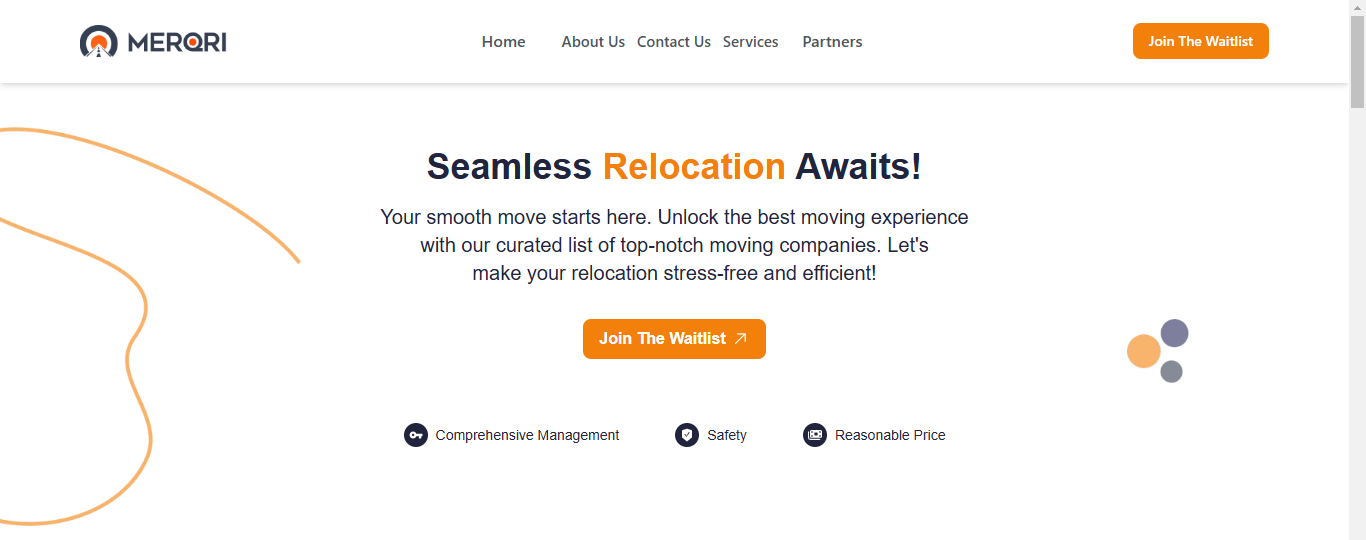 MERQRI
Home About Us Contact Us Services Partners
Join The Waitlist
Seamless Relocation Awaits!
Your smooth move starts here. Unlock the best moving experience
with our curated list of top-notch moving companies. Let's
make your relocation stress-free and efficient!
Join The Waitlist
Comprehensive Management
Safety
Reasonable Price